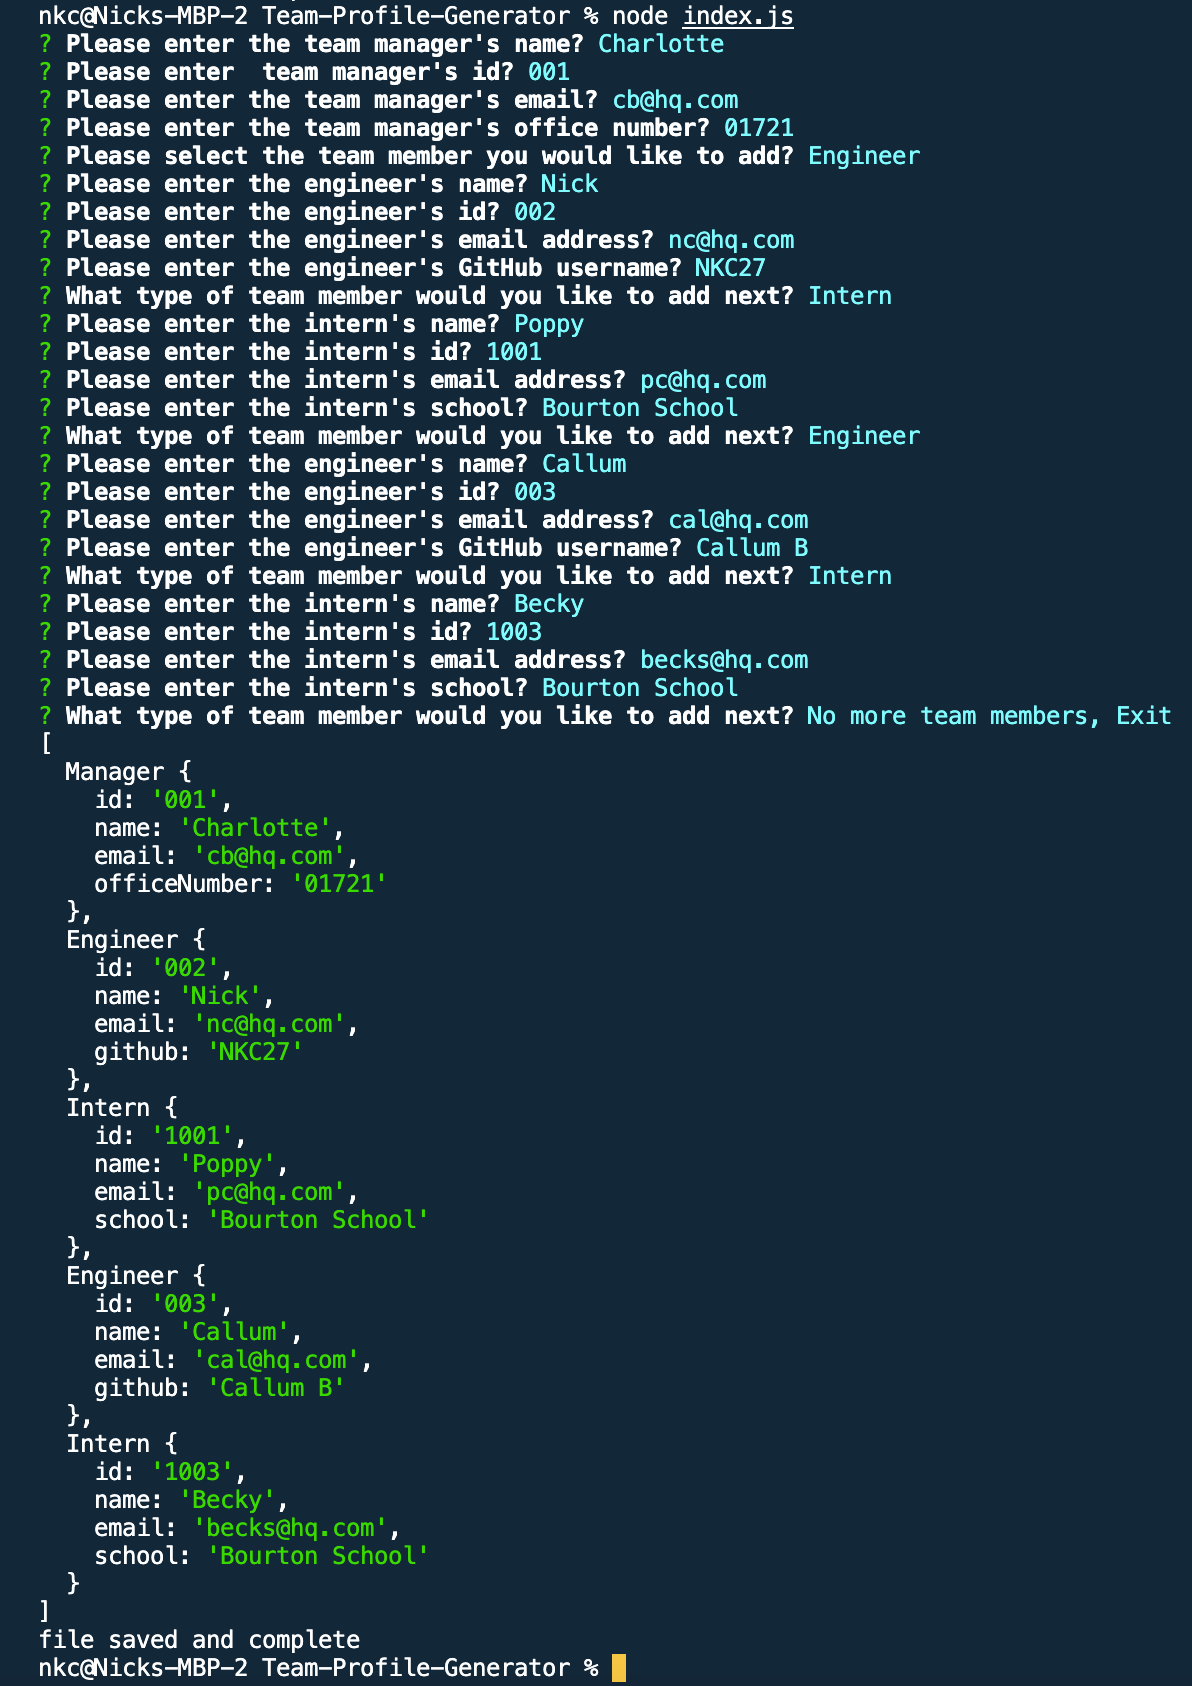 nkc@Nicks-MBP-2 Team-Profile-Generator % node index.js
? Please enter the team manager's name? Charlotte
? Please enter  team manager's id? 001
? Please enter the team manager's email? cb@hq.com
? Please enter the team manager's office number? 01721
? Please select the team member you would like to add? Engineer
? Please enter the engineer's name? Nick
? Please enter the engineer's id? 002
? Please enter the engineer's email address? nc@hq.com
? Please enter the engineer's GitHub username? NKC27
? What type of team member would you like to add next? Intern
? Please enter the intern's name? Poppy
? Please enter the intern's id? 1001
? Please enter the intern's email address? pc@hq.com
? Please enter the intern's school? Bourton School
? What type of team member would you like to add next? Engineer
? Please enter the engineer's name? Callum
? Please enter the engineer's id? 003
? Please enter the engineer's email address? cal@hq.com
? Please enter the engineer's GitHub username? Callum B
? What type of team member would you like to add next? Intern
? Please enter the intern's name? Becky
? Please enter the intern's id? 1003
? Please enter the intern's email address? becks@hq.com
? Please enter the intern's school? Bourton School
? What type of team member would you like to add next? No more team members, Exit
[
  Manager {
    id: '001',
    name: 'Charlotte',
    email: 'cb@hq.com',
    officeNumber: '01721'
  },
  Engineer {
    id: '002',
    name: 'Nick',
    email: 'nc@hq.com',
    github: 'NKC27'
  },
  Intern {
    id: '1001',
    name: 'Poppy',
    email: 'pc@hq.com',
    school: 'Bourton School'
  },
  Engineer {
    id: '003',
    name: 'Callum',
    email: 'cal@hq.com',
    github: 'Callum B'
  },
  Intern {
    id: '1003',
    name: 'Becky',
    email: 'becks@hq.com',
    school: 'Bourton School'
  }
]
file saved and complete
nkc@Nicks-MBP-2 Team-Profile-Generator %